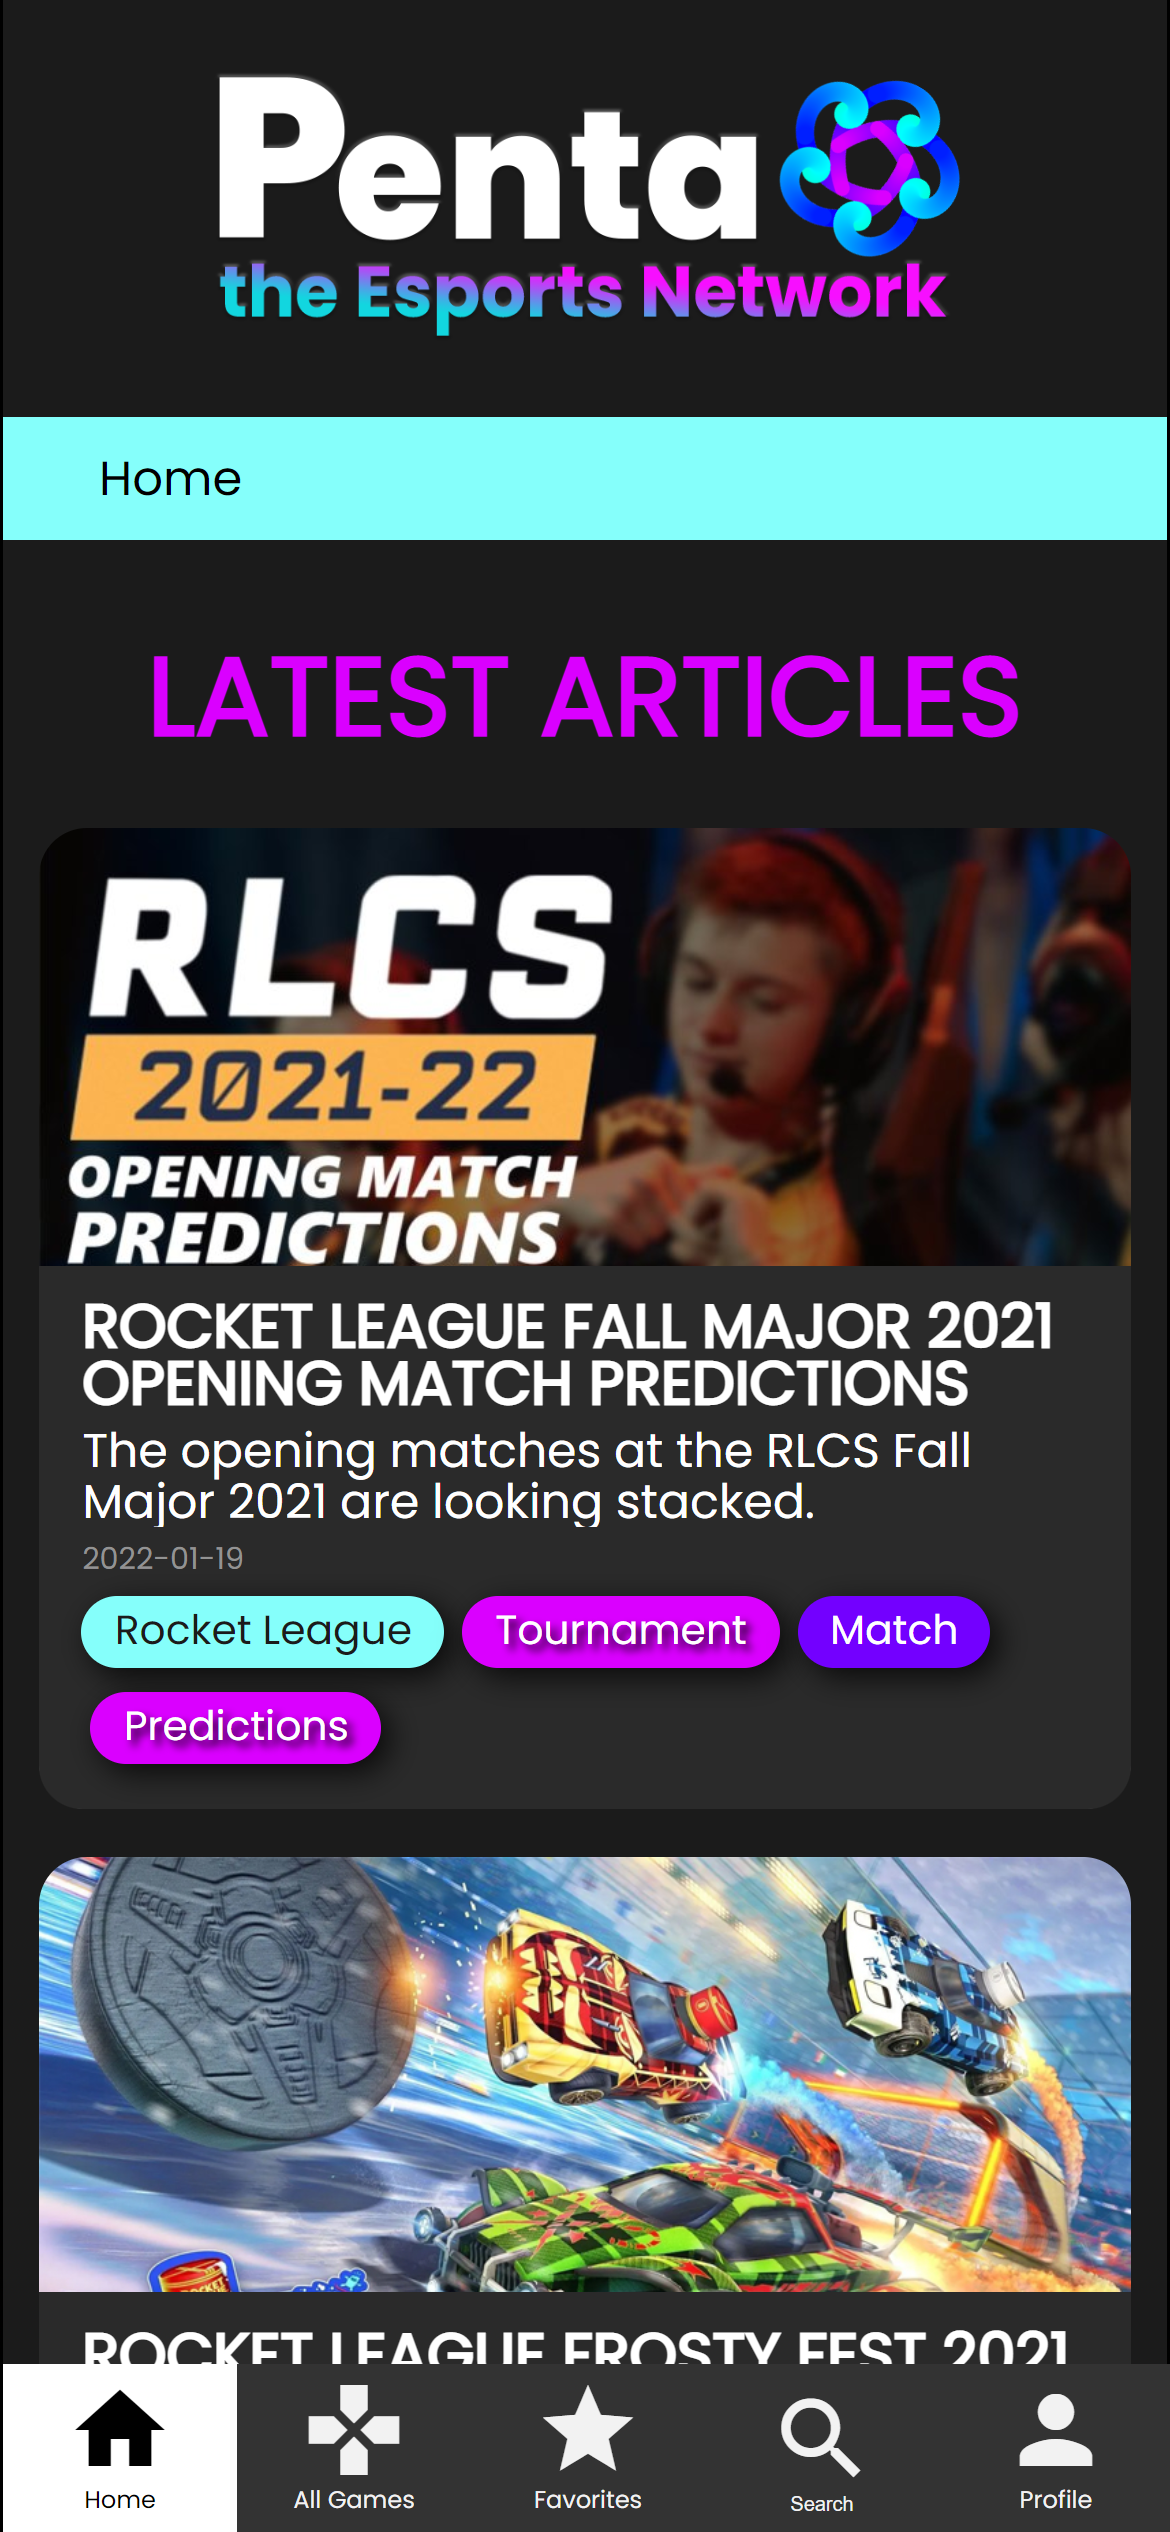 Penta
the Esports Network
Home
LATEST ARTICLES
RLCS
2021-22
OPENING MATCH
PREDICTIONS
ROCKET LEAGUE FALL MAJOR 2021
OPENING MATCH PREDICTIONS
The opening matches at the RLCS Fall
Major 2021 are looking stacked.
2022-01-19
Rocket League Tournament Match
Predictions
ROCKET LEAGUE FROSTY FEST 2021
Home All Games Favorites Search Profile